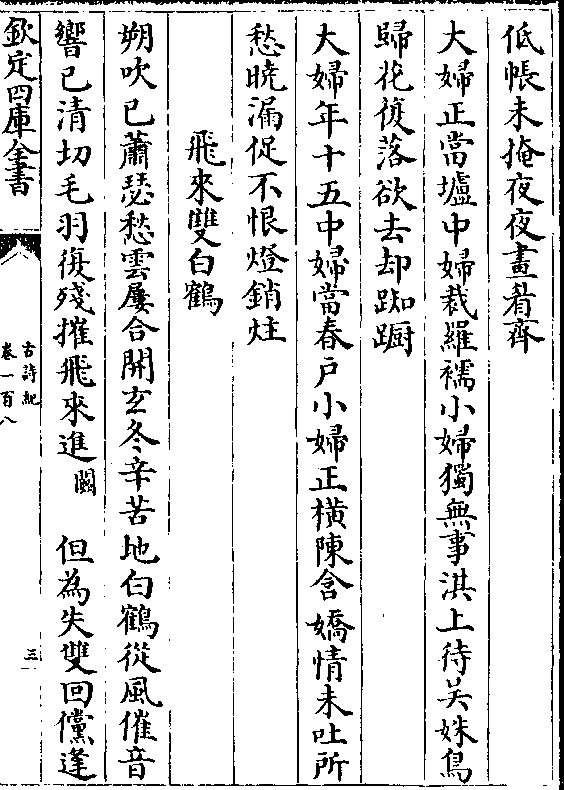 低帳未掩夜夜畫眉齊
大婦正當壚中婦裁羅襦小婦獨無事淇上待吴姝鳥
歸花復落欲去却踟蹰
大婦年十五中婦當春戶小婦正横陳含嬌情未吐所
愁曉漏促不恨燈銷炷
飛來雙白鶴
朔吹已蕭瑟愁雲屢合開玄冬辛苦地白鶴從風催音
響已清切毛羽復殘摧飛來進闕 但為失雙回儻逢
欽定四庫全書
古詩紀
卷一百八
三